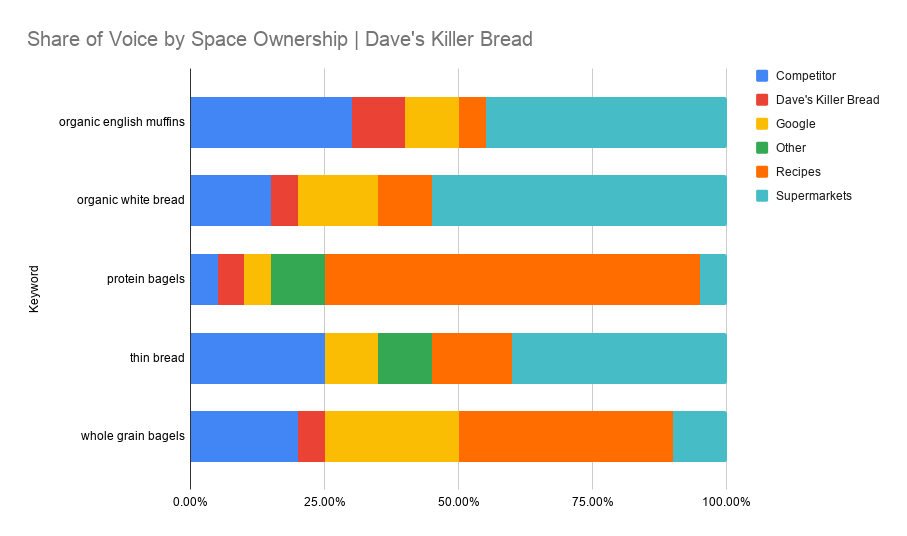 Share of Voice by Space Ownership | Dave's Killer Bread
Competitor
Dave's Killer Bread
Google
Other
Recipes
Supermarkets
Keyword
organic english muffins
organic white bread
protein bagels
thin bread
whole grain bagels
0.00% 25.00% 50.00% 75.00% 100.00%